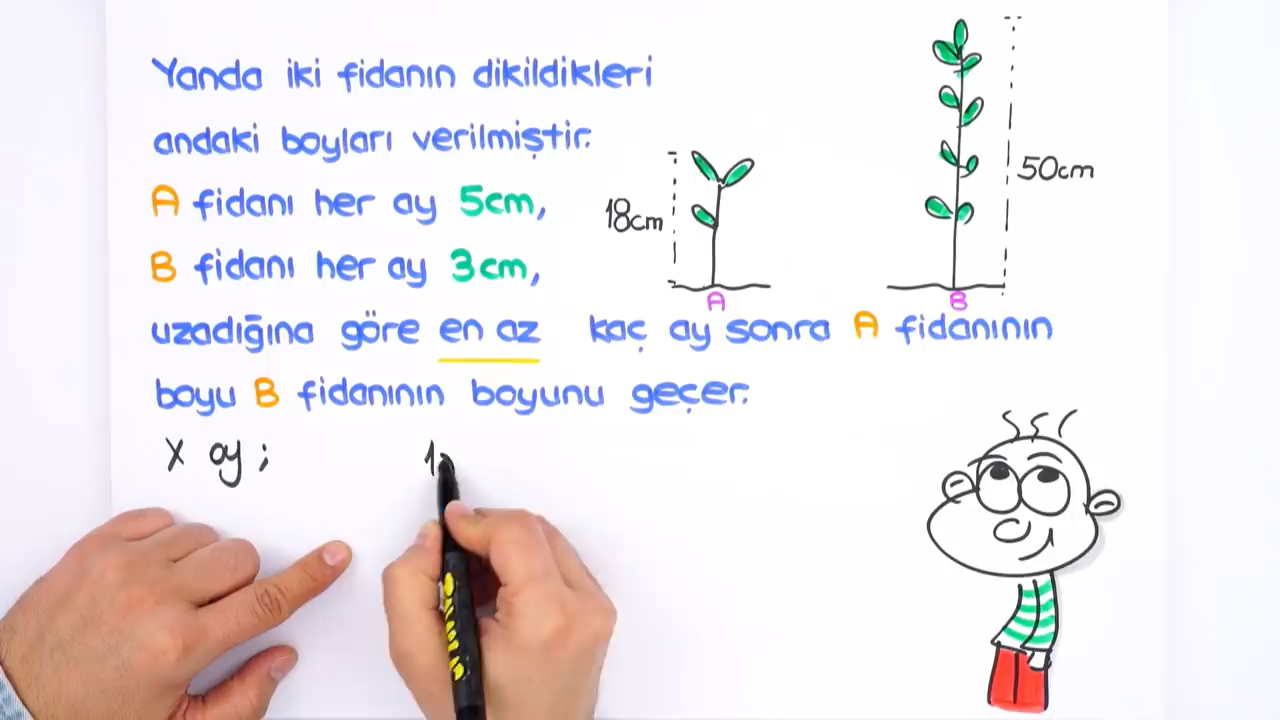 Yanda iki fidanın dikildikleri
andaki boyları verilmiştir.
A fidanı her ay 5cm,
B fidanı her ay 3cm,
uzadığına göre en az kaç ay sonra A fidanının
boyu B fidanının boyunu geçer.
18cm
A
50cm
B
x ay ;